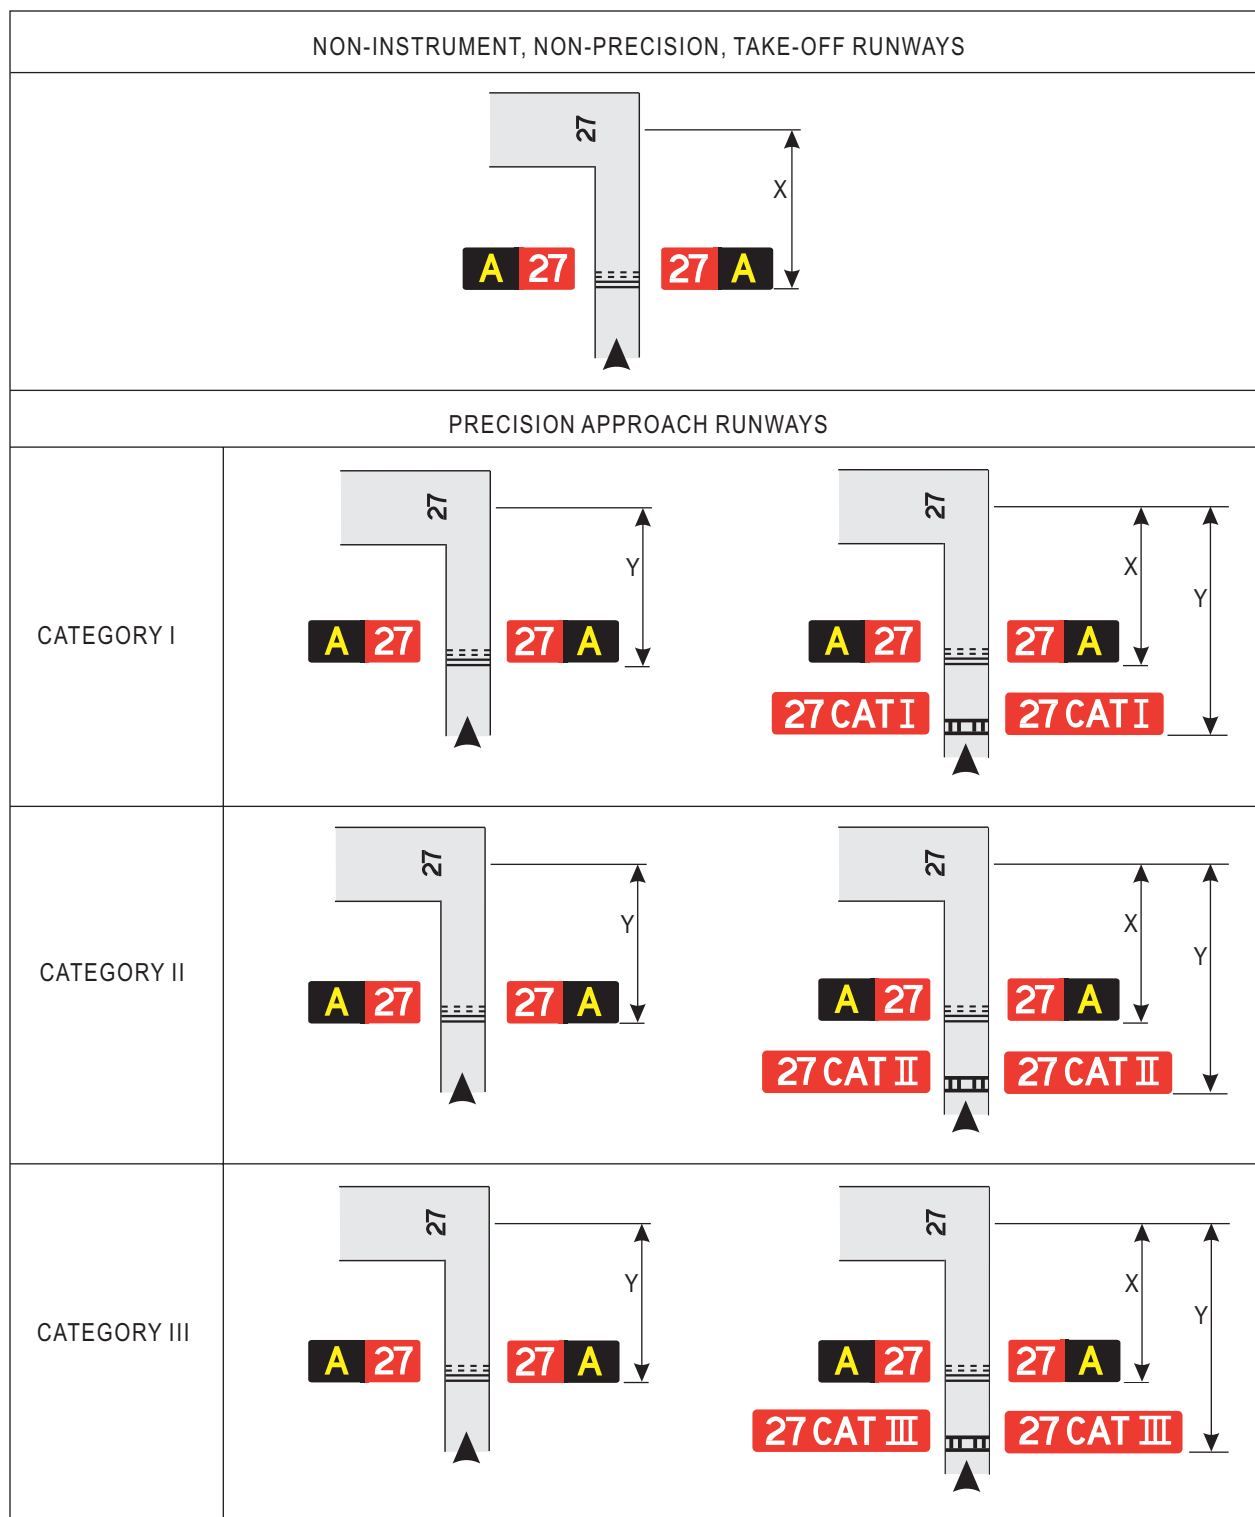 NON-INSTRUMENT, NON-PRECISION, TAKE-OFF RUNWAYS
27
X
A 27 27 A
PRECISION APPROACH RUNWAYS
CATEGORY I
27
Y
A 27 27 A
27
X
Y
A 27 27 A
27 CAT I 27 CAT I
CATEGORY II
27
Y
A 27 27 A
27
X
Y
A 27 27 A
27 CAT II 27 CAT II
CATEGORY III
27
Y
A 27 27 A
27
X
Y
A 27 27 A
27 CAT III 27 CAT III